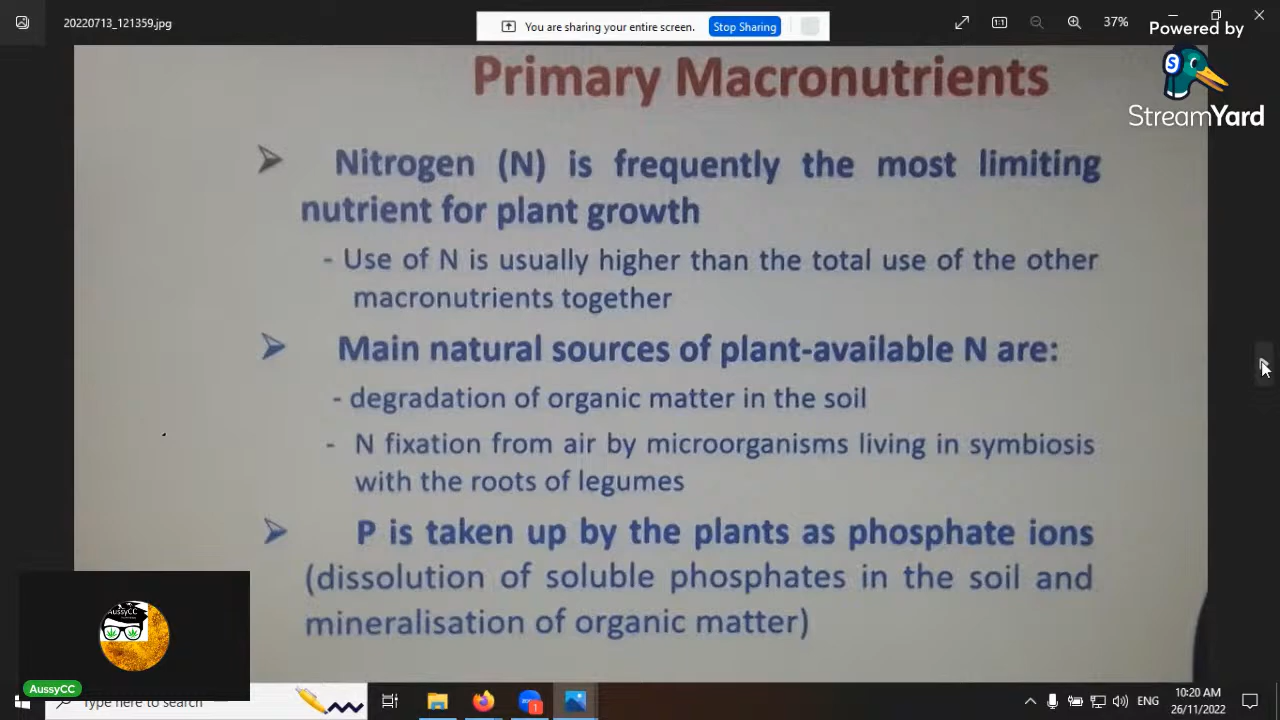 20220713_121359.jpg
You are sharing your entire screen. Stop Sharing
37%
Powered by
StreamYard
Primary Macronutrients
➤ Nitrogen (N) is frequently the most limiting
nutrient for plant growth
- Use of N is usually higher than the total use of the other
macronutrients together
➤ Main natural sources of plant-available N are:
- degradation of organic matter in the soil
- N fixation from air by microorganisms living in symbiosis
with the roots of legumes
➤ P is taken up by the plants as phosphate ions
(dissolution of soluble phosphates in the soil and
mineralisation of organic matter)
AussyCC
AussyCC
Type here to search
1
ENG
10:20 AM
26/11/2022